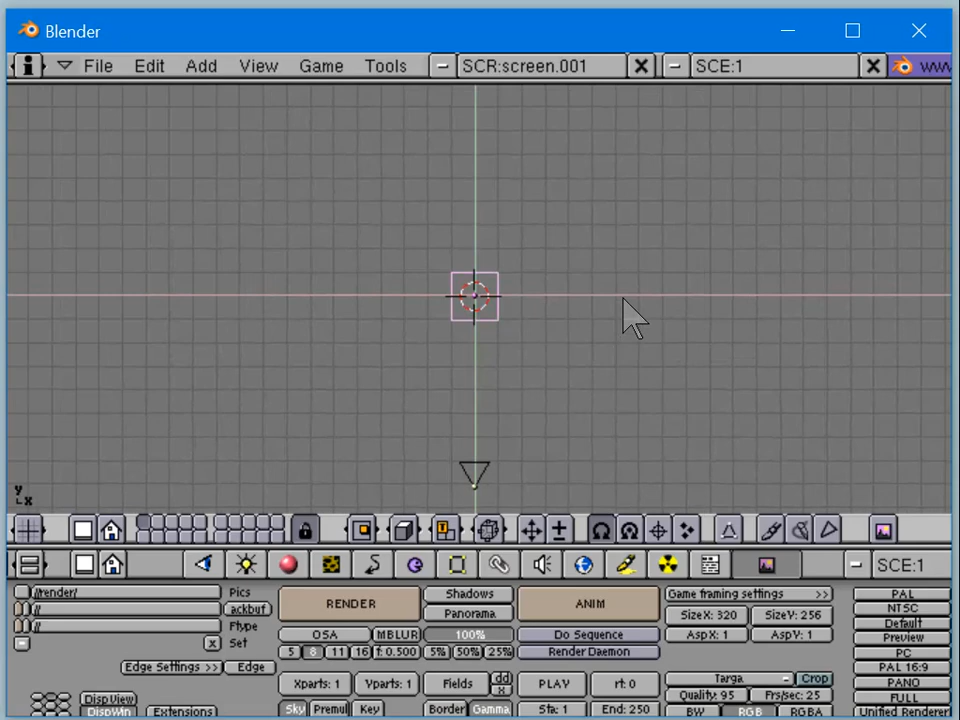 Blender
File Edit Add View Game Tools SCR:screen.001 X SCE:1 X www
y
x
SCE:1
//render/ Pics
// ackbuf
// Ftype
x Set
Edge Settings >> Edge
DispView
DispWin Extensions
RENDER
OSA MBLUR
5 8 11 16 f: 0.500
Xparts: 1 Yparts: 1
Sky Premul Key
Shadows
Panorama
100%
5% 50% 25%
Fields dd
x
Border Gamma
ANIM
Do Sequence
Render Daemon
PLAY rt: 0
Sta: 1 End: 250
Game framing settings >>
SizeX: 320 SizeY: 256
AspX: 1 AspY: 1
Targa - Crop
Quality: 95 Frs/sec: 25
BW RGB RGBA
PAL
NTSC
Default
Preview
PC
PAL 16:9
PANO
FULL
Unified Renderer